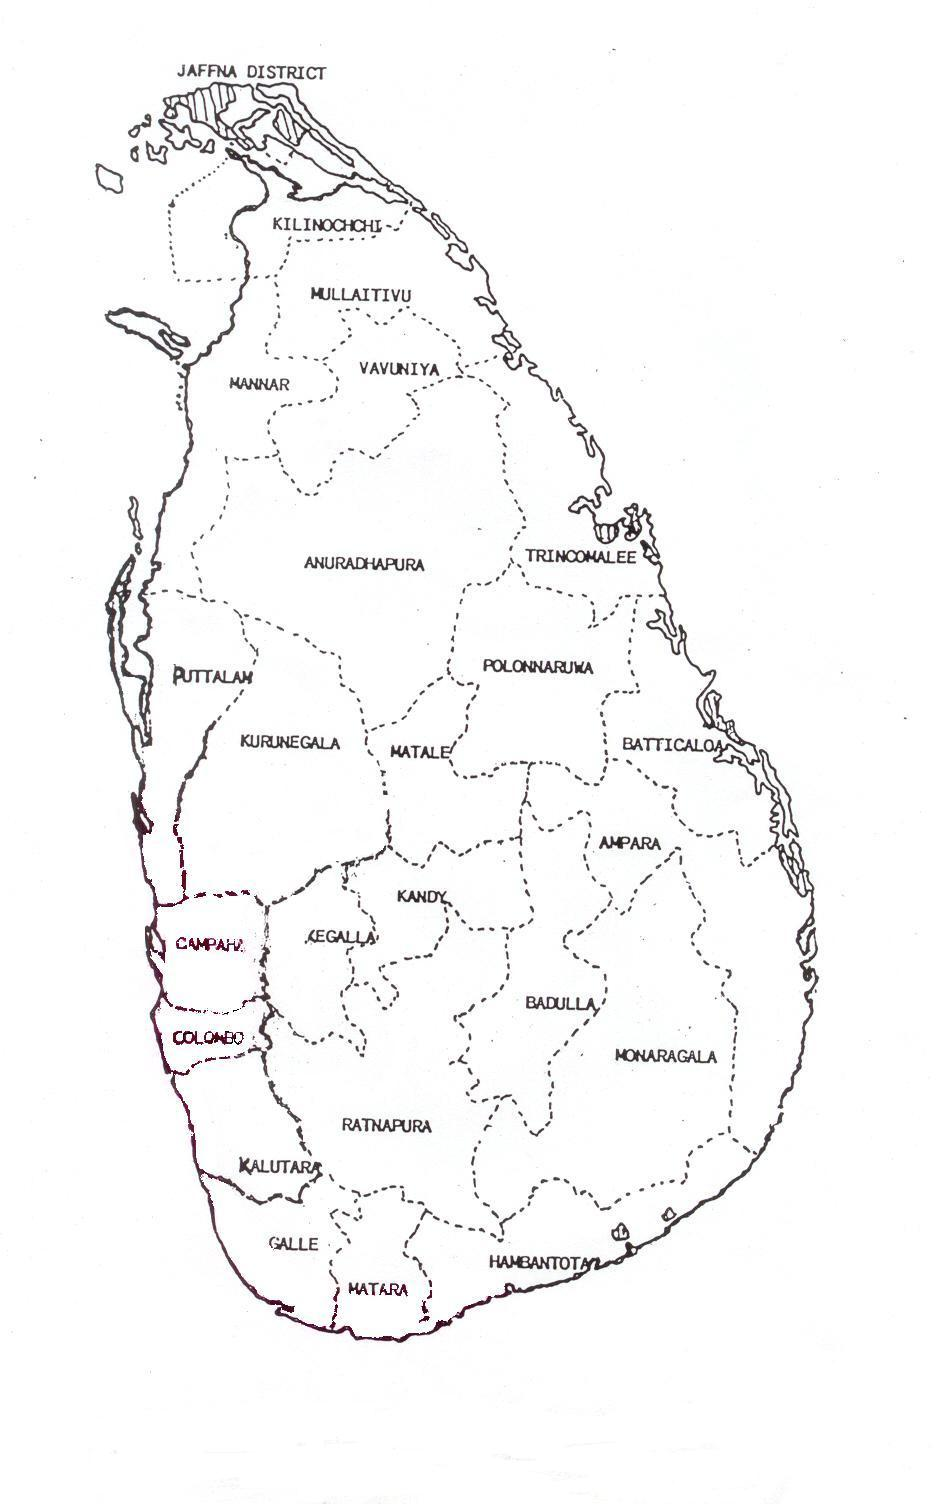 JAFFNA DISTRICT
KILINOCHCHI
MULLAITIVU
VAVUNIYA
MANNAR
ANURADHAPURA
TRINCOMALEE
POLONNARUWA
PUTTALAM
KURUNEGALA
MATALE
BATTICALOA
AMPARA
KANDY
CAMPAHA
KEGALLA
BADULLA
COLOMBO
MONARAGALA
RATNAPURA
KALUTARA
GALLE
HAMBANTOTA
MATARA